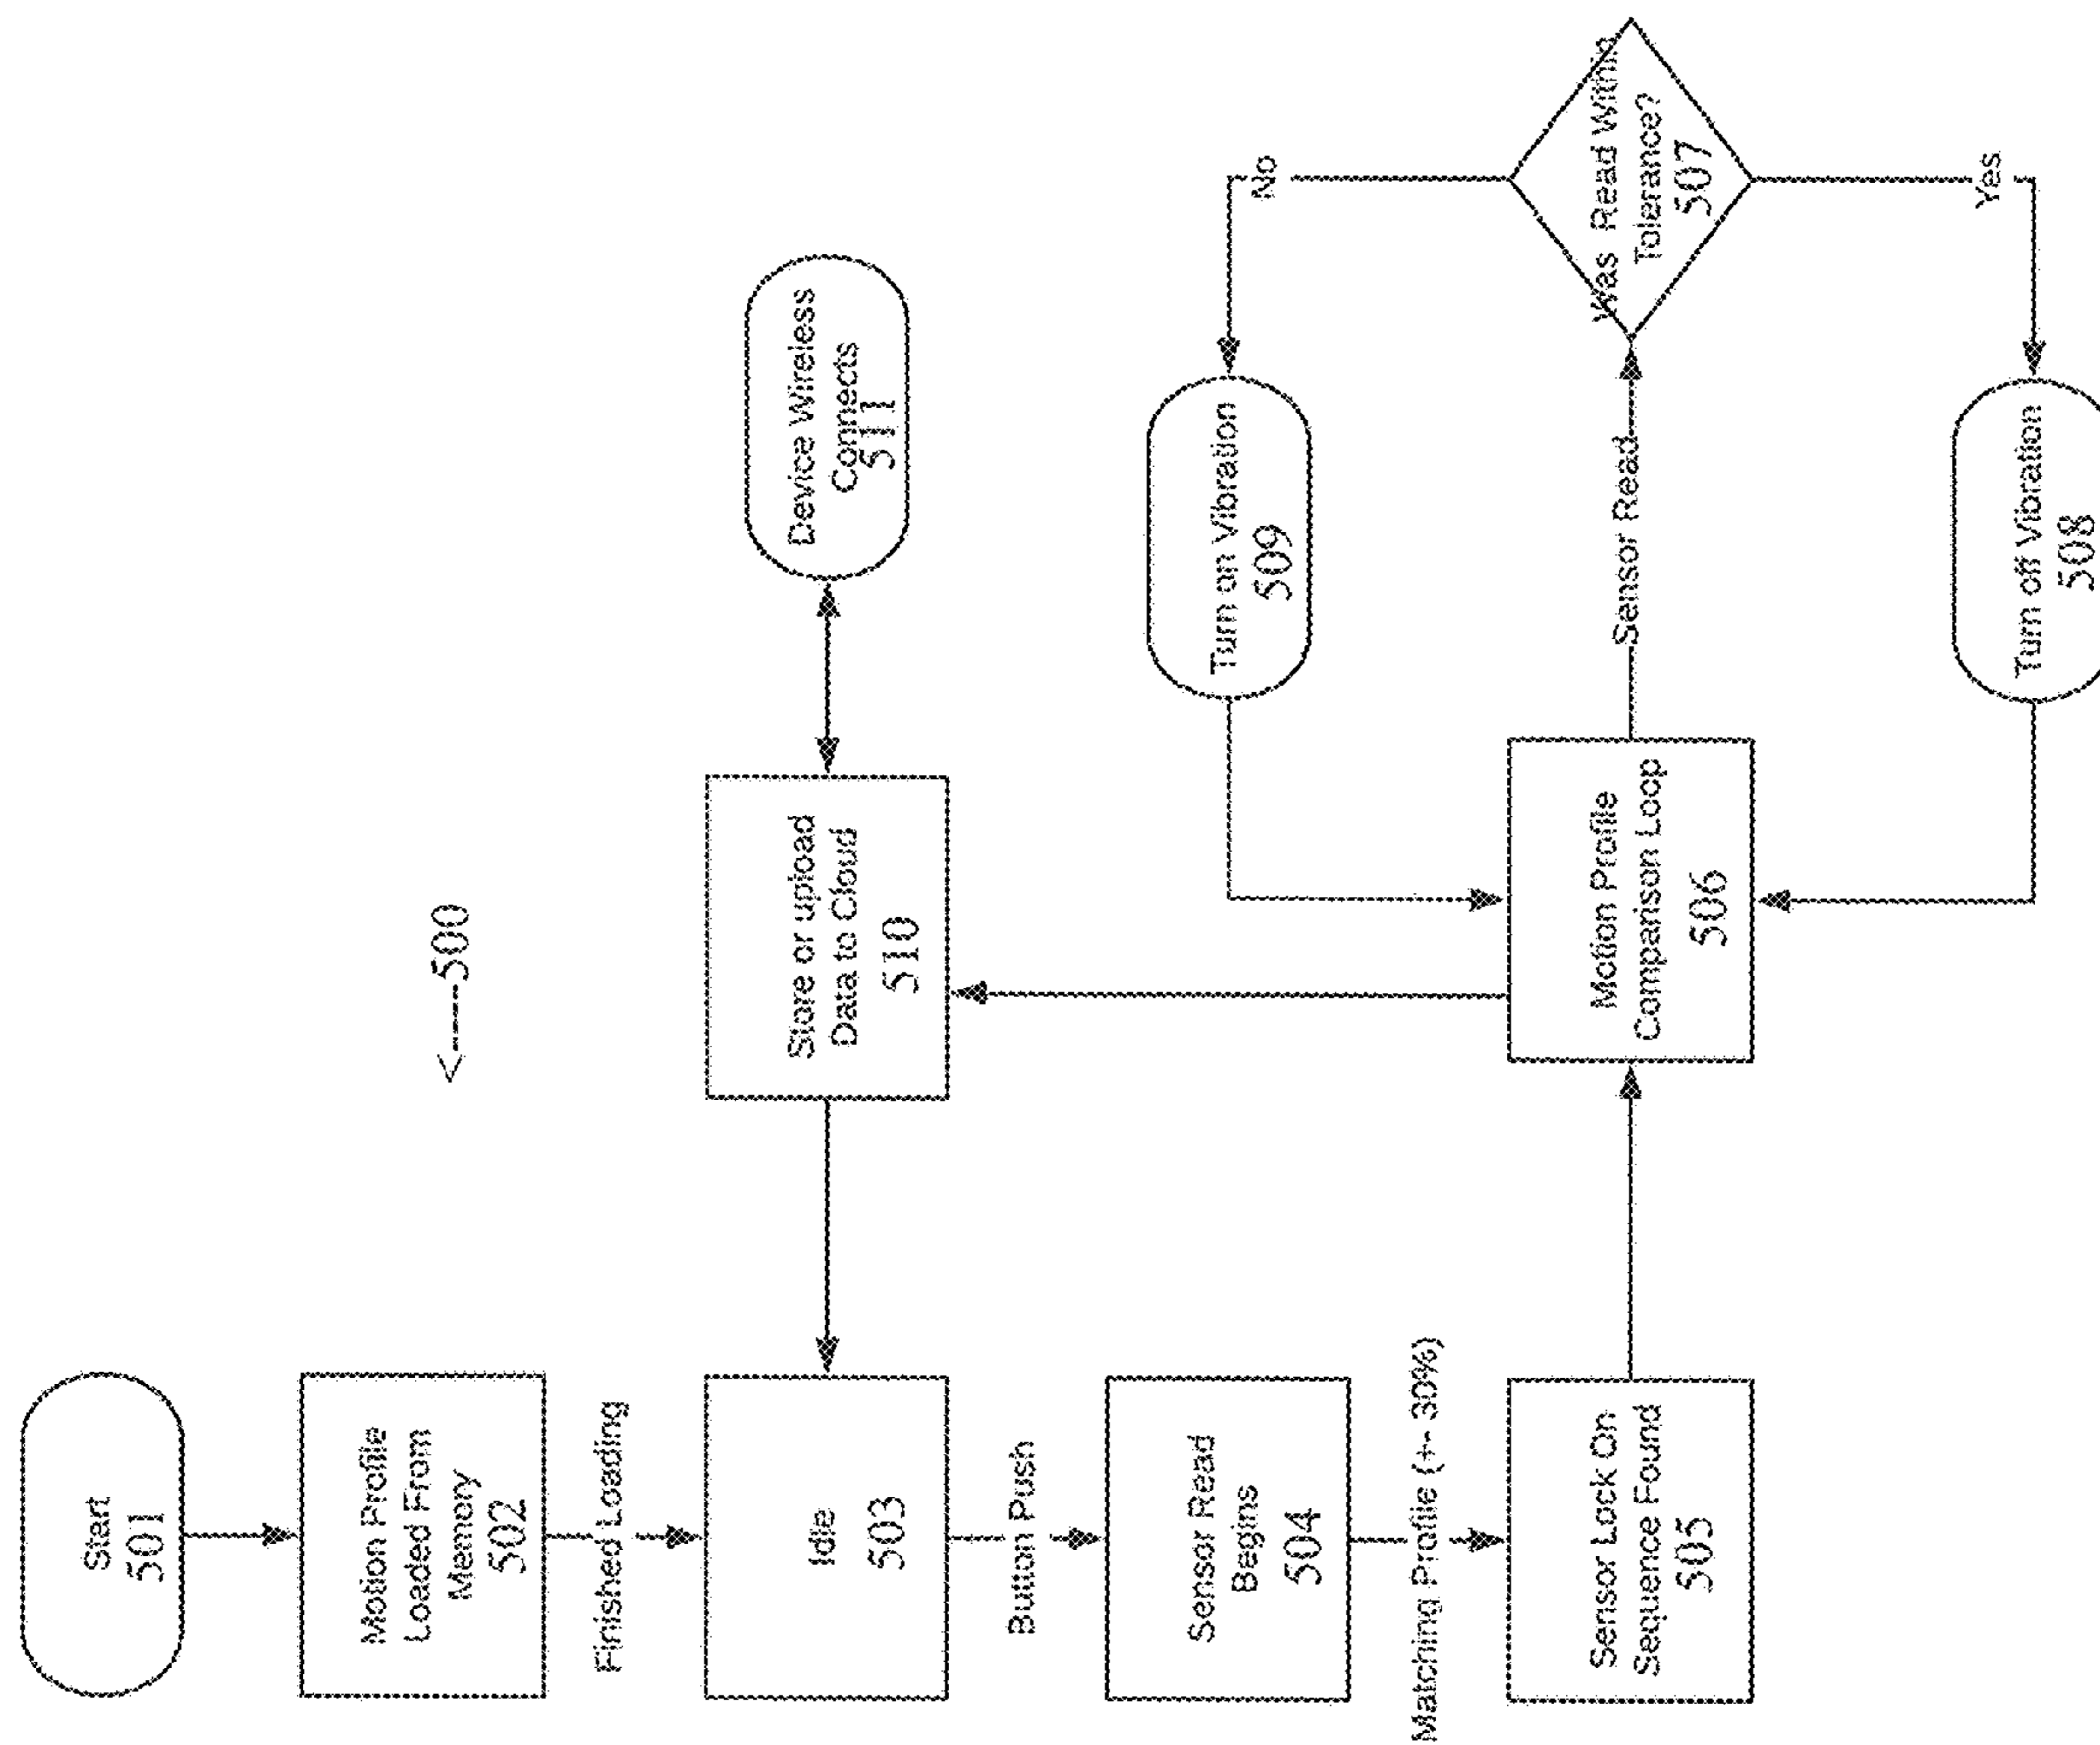 Start
501
Motion Profile
Loaded From
Memory
502
Finished Loading
Idle
503
Button Push
Sensor Read
Begins
504
Matching Profile (+- 30%)
Sensor Lock On
Sequence Found
505
<-----500
Store or upload
Data to Cloud
510
Device Wireless
Connects
511
Motion Profile
Comparison Loop
506
Sensor Read
Was Read Within
Tolerance?
507
No
Turn on Vibration
509
Yes
Turn off Vibration
508